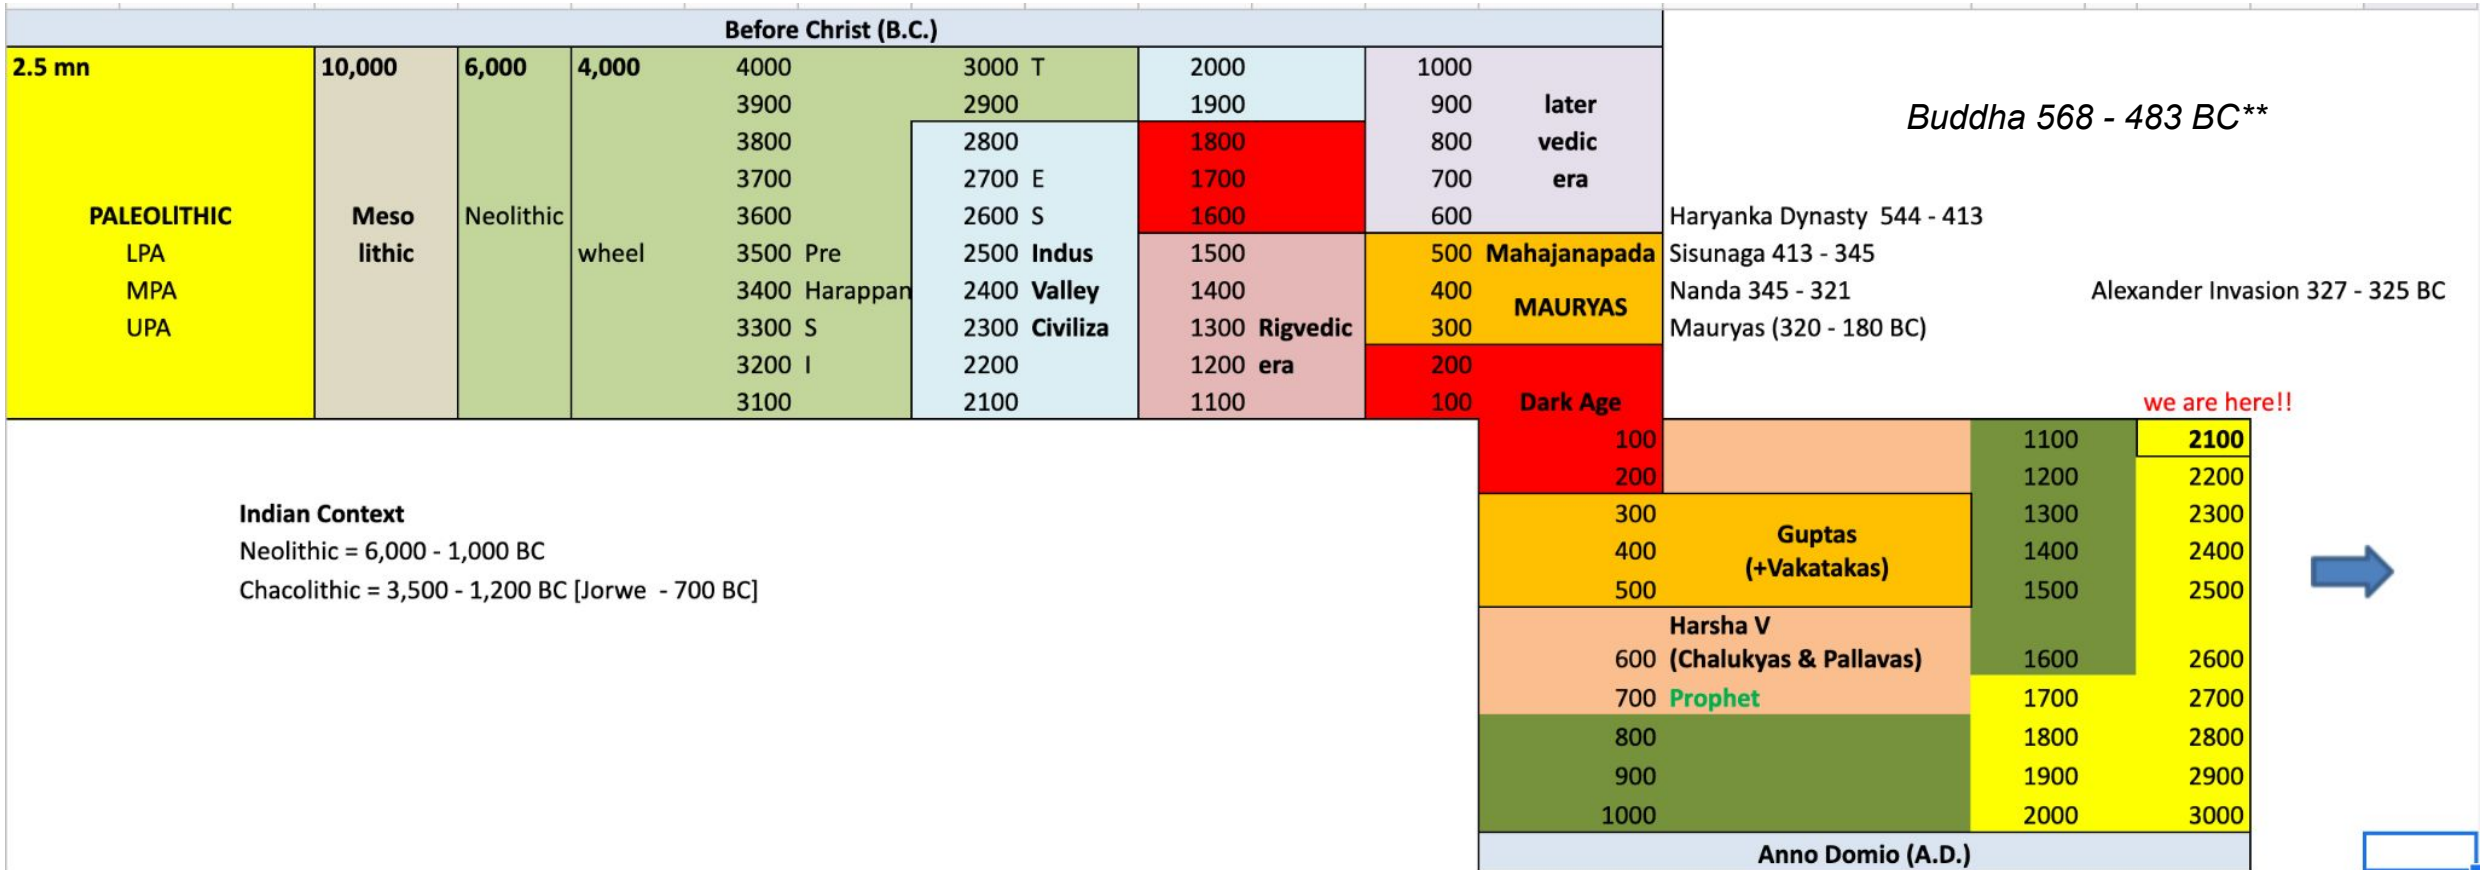 Before Christ (B.C.)
2.5 mn 10,000 6,000 4,000 4000 3000 T 2000 1000
3900 2900 1900 900 later
Buddha 568 - 483 BC**
3800 2800 1800 800 vedic
3700 2700 E 1700 700 era
PALEOLITHIC Meso Neolithic 3600 2600 S 1600 600 Haryanka Dynasty 544 - 413
LPA lithic wheel 3500 Pre 2500 Indus 1500 500 Mahajanapada Sisunaga 413 - 345
MPA 3400 Harappan 2400 Valley 1400 400 Nanda 345 - 321 Alexander Invasion 327 - 325 BC
MAURYAS
UPA 3300 S 2300 Civiliza 1300 Rigvedic 300 Mauryas (320 - 180 BC)
3200 I 2200 1200 era 200
3100 2100 1100 100 Dark Age we are here!!
100 1100 2100
200 1200 2200
Indian Context 300 1300 2300
Guptas
Neolithic = 6,000 - 1,000 BC 400 1400 2400
(+Vakatakas)
Chacolithic = 3,500 - 1,200 BC [Jorwe - 700 BC] 500 1500 2500
Harsha V
600 (Chalukyas & Pallavas) 1600 2600
700 Prophet 1700 2700
800 1800 2800
900 1900 2900
1000 2000 3000
Anno Domio (A.D.)